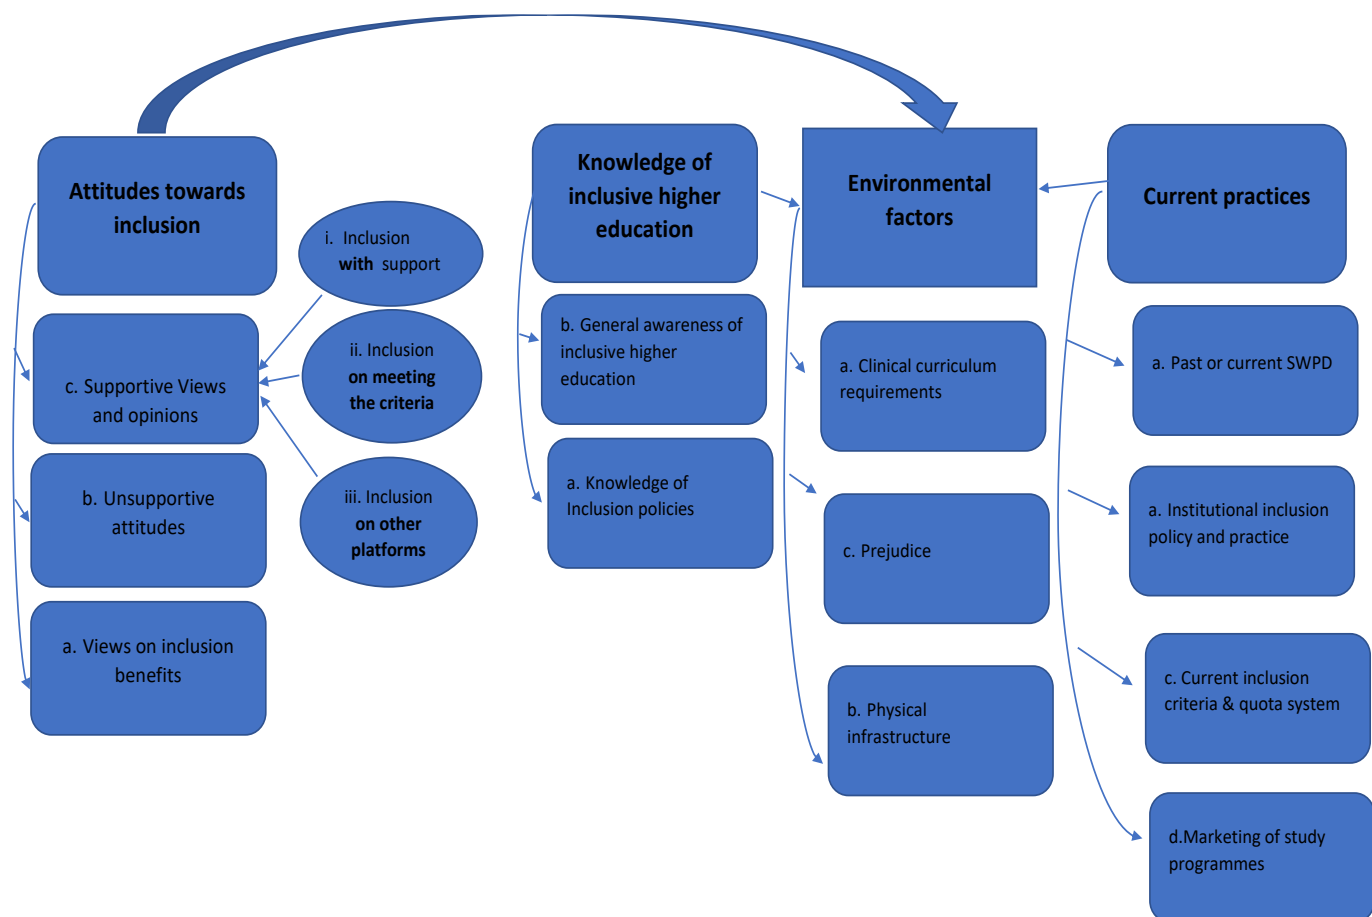 Attitudes towards
inclusion
i. Inclusion
with support
ii. Inclusion
on meeting
the criteria
iii. Inclusion
on other
platforms
c. Supportive Views
and opinions
b. Unsupportive
attitudes
a. Views on inclusion
benefits
Knowledge of
inclusive higher
education
b. General awareness of
inclusive higher
education
a. Knowledge of
Inclusion policies
Environmental
factors
a. Clinical curriculum
requirements
c. Prejudice
b. Physical
infrastructure
Current practices
a. Past or current SWPD
a. Institutional inclusion
policy and practice
c. Current inclusion
criteria & quota system
d.Marketing of study
programmes